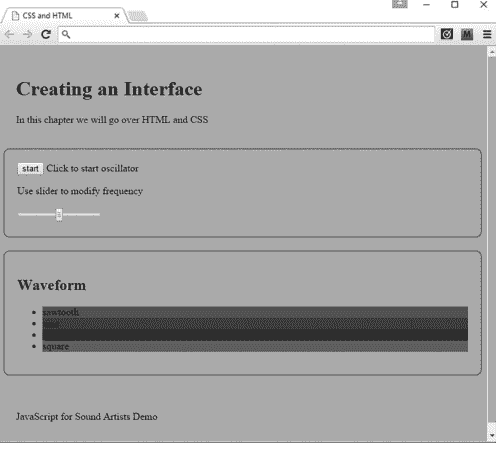 CSS and HTML
Creating an Interface
In this chapter we will go over HTML and CSS
start Click to start oscillator
Use slider to modify frequency
Waveform
sawtooth
square
JavaScript for Sound Artists Demo